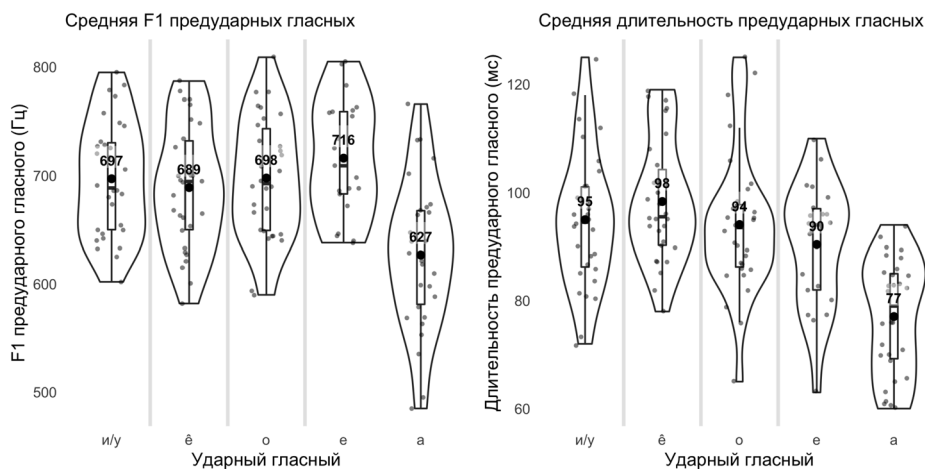 Средняя F1 предударных гласных
F1 предударного гласного (Гц)
800
700
600
500
697
689
698
716
627
и/у
ê
о
е
а
Ударный гласный
Средняя длительность предударных гласных
Длительность предударного гласного (мс)
120
100
80
60
95
98
94
90
77
и/у
ê
о
е
а
Ударный гласный